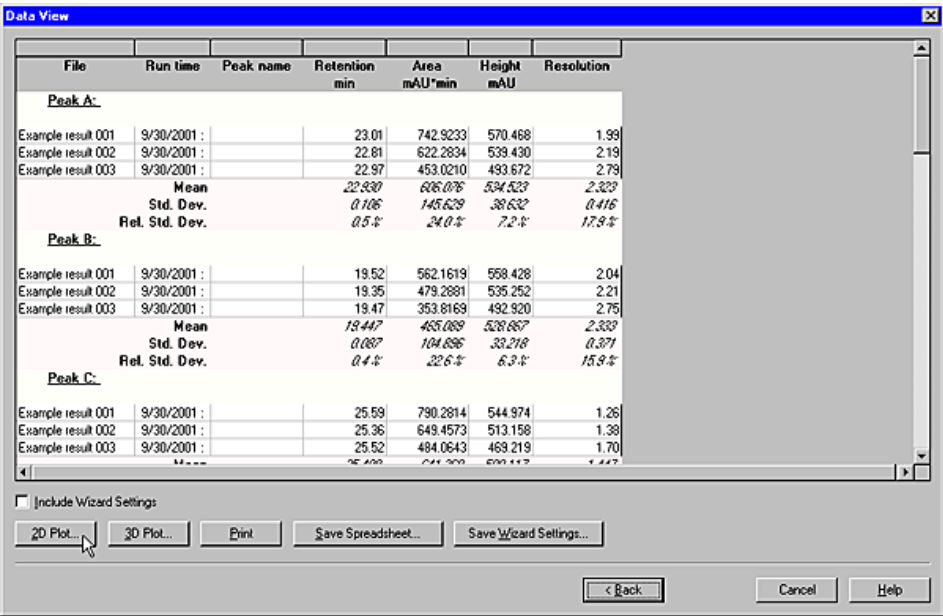 Data View
File Run time Peak name Retention Area Height Resolution
min mAU*min mAU
Peak A:
Example result 001 9/30/2001 : 23.01 742.9233 570.468 1.99
Example result 002 9/30/2001 : 22.81 622.2834 539.430 2.19
Example result 003 9/30/2001 : 22.97 453.0210 493.672 2.79
Mean 22.930 606.076 534.523 2.323
Std. Dev. 0.106 145.629 38.632 0.416
Rel. Std. Dev. 0.5 % 24.0 % 7.2 % 17.9 %
Peak B:
Example result 001 9/30/2001 : 19.52 562.1619 558.428 2.04
Example result 002 9/30/2001 : 19.35 479.2881 535.252 2.21
Example result 003 9/30/2001 : 19.47 353.8169 492.920 2.75
Mean 19.447 465.089 528.867 2.333
Std. Dev. 0.087 104.896 33.218 0.371
Rel. Std. Dev. 0.4 % 22.6 % 6.3 % 15.9 %
Peak C:
Example result 001 9/30/2001 : 25.59 790.2814 544.974 1.26
Example result 002 9/30/2001 : 25.36 649.4573 513.158 1.38
Example result 003 9/30/2001 : 25.52 484.0643 469.219 1.70
Mean
Include Wizard Settings
2D Plot... 3D Plot... Print Save Spreadsheet... Save Wizard Settings...
< Back Cancel Help